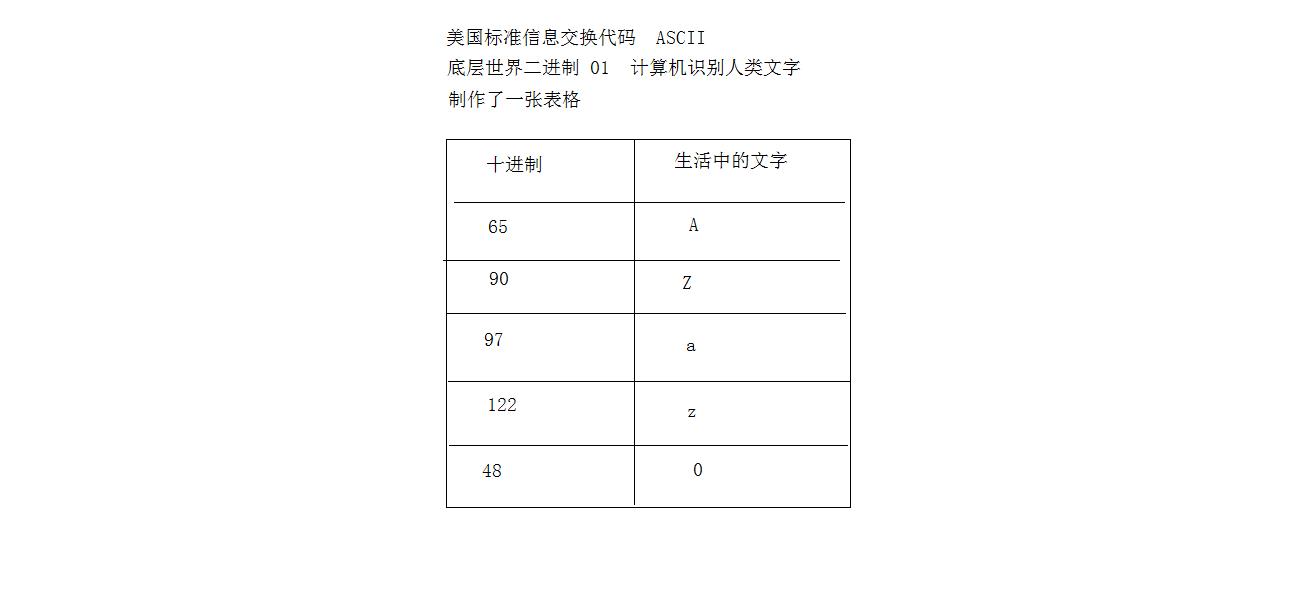 美国标准信息交换代码  ASCII
底层世界二进制 01  计算机识别人类文字
制作了一张表格
十进制 生活中的文字
65 A
90 Z
97 a
122 z
48 0